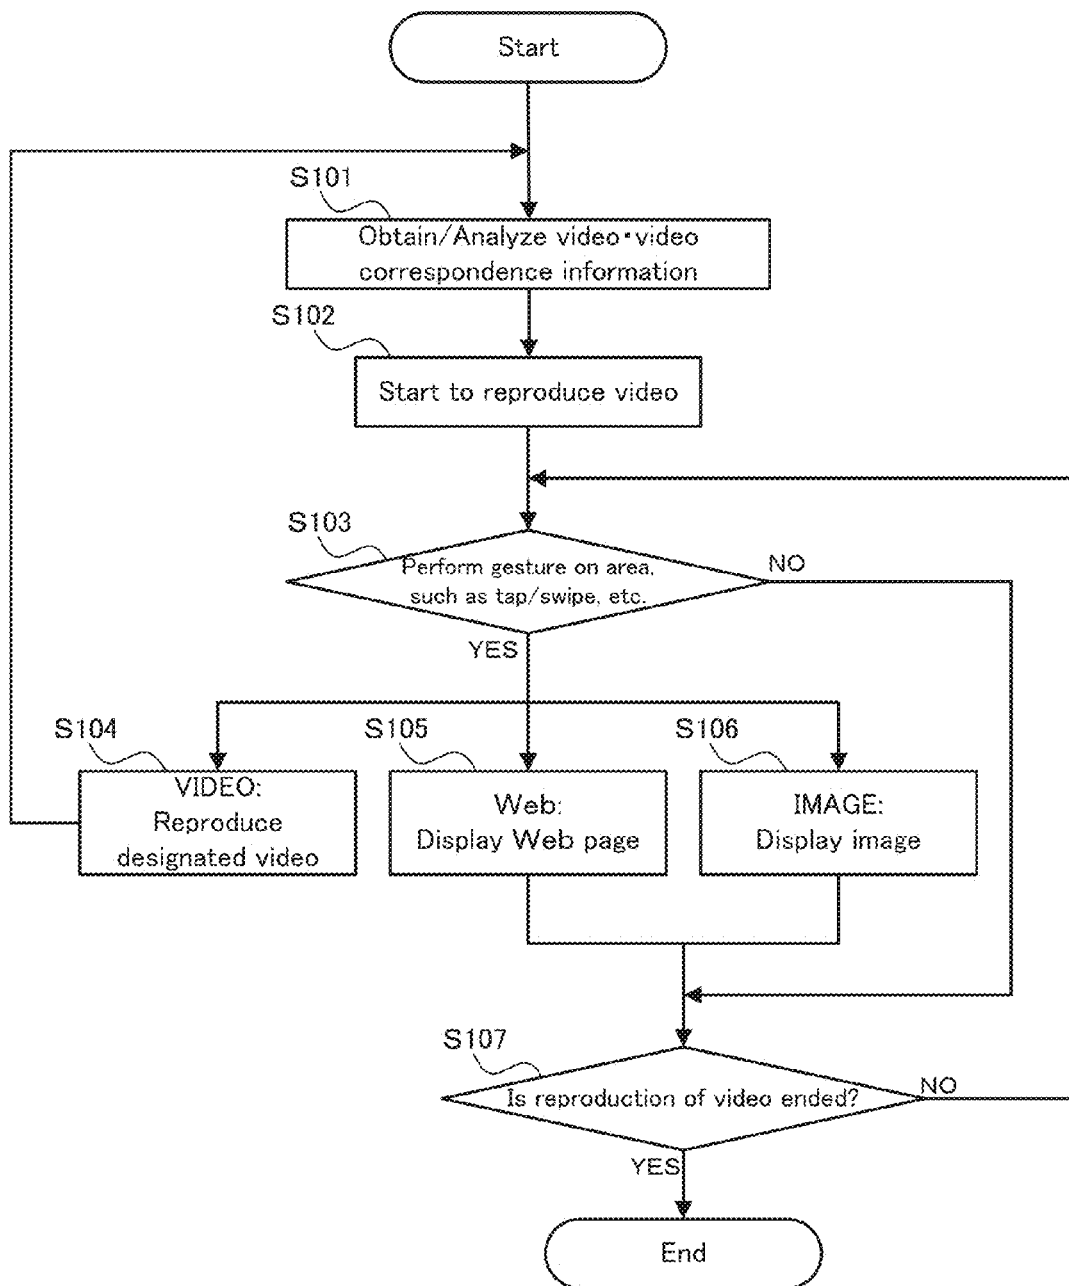 Start
S101
Obtain/Analyze video・video
correspondence information
S102
Start to reproduce video
S103
Perform gesture on area,
such as tap/swipe, etc.
NO
YES
S104
VIDEO:
Reproduce
designated video
S105
Web:
Display Web page
S106
IMAGE:
Display image
S107
Is reproduction of video ended?
NO
YES
End